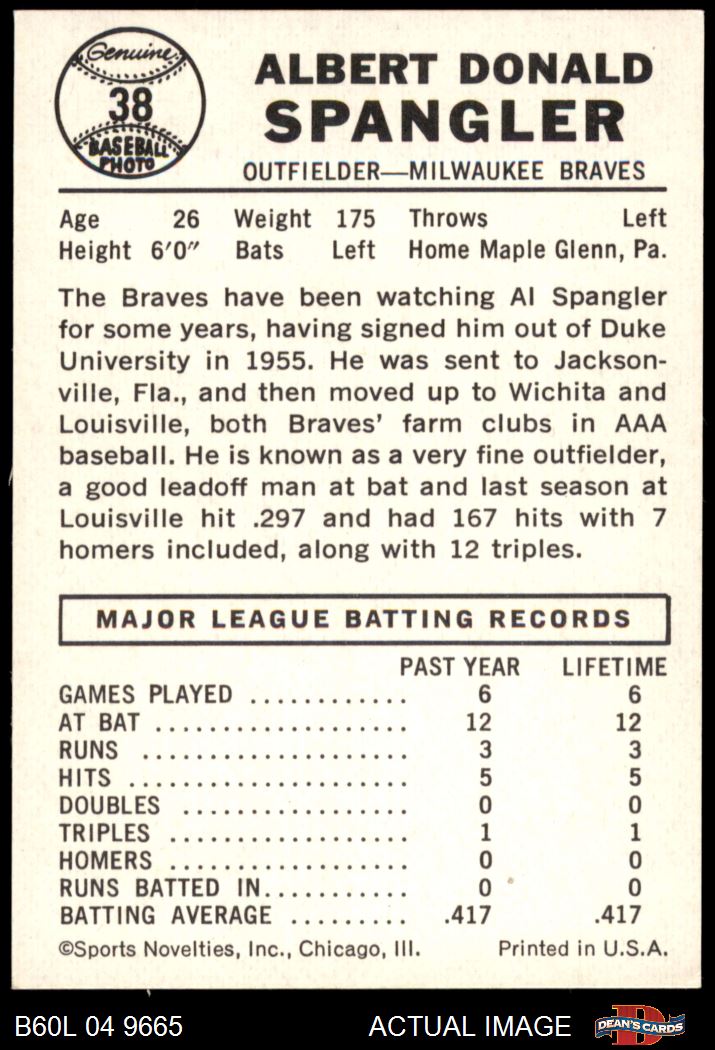 Genuine
38
BASEBALL
PHOTO
ALBERT DONALD
SPANGLER
OUTFIELDER—MILWAUKEE BRAVES
Age 26 Weight 175 Throws Left
Height 6'0" Bats Left Home Maple Glenn, Pa.
The Braves have been watching Al Spangler
for some years, having signed him out of Duke
University in 1955. He was sent to Jackson-
ville, Fla., and then moved up to Wichita and
Louisville, both Braves' farm clubs in AAA
baseball. He is known as a very fine outfielder,
a good leadoff man at bat and last season at
Louisville hit .297 and had 167 hits with 7
homers included, along with 12 triples.
MAJOR LEAGUE BATTING RECORDS
PAST YEAR LIFETIME
GAMES PLAYED ............ 6 6
AT BAT ................... 12 12
RUNS .................... 3 3
HITS ..................... 5 5
DOUBLES ................. 0 0
TRIPLES .................. 1 1
HOMERS .................. 0 0
RUNS BATTED IN........... 0 0
BATTING AVERAGE ......... .417 .417
©Sports Novelties, Inc., Chicago, Ill. Printed in U.S.A.
B60L 04 9665 ACTUAL IMAGE DEAN'S CARDS